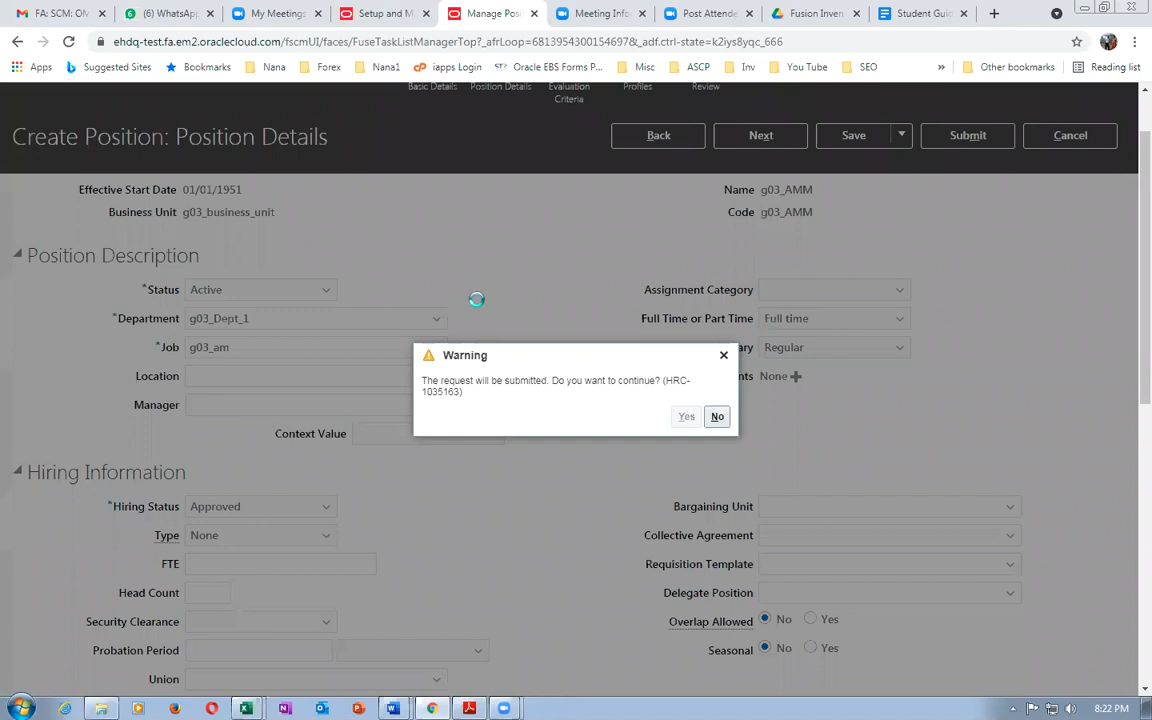 FA: SCM: OM
(6) WhatsApp
My Meetings
Setup and M
Manage Posi
Meeting Info
Post Attende
Fusion Inven
Student Guid
ehdq-test.fa.em2.oraclecloud.com/fscmUI/faces/FuseTaskListManagerTop?_afrLoop=6813954300154697&_adf.ctrl-state=k2iys8yqc_666
Apps Suggested Sites Bookmarks Nana Forex Nana1 iapps Login Oracle EBS Forms P... Misc ASCP Inv You Tube SEO » Other bookmarks Reading list
Basic Details Position Details Evaluation Criteria Profiles Review
Create Position: Position Details
Back Next Save Submit Cancel
Effective Start Date 01/01/1951 Name g03_AMM
Business Unit g03_business_unit Code g03_AMM
Position Description
*Status Active Assignment Category
*Department g03_Dept_1 Full Time or Part Time Full time
*Job g03_am ary Regular
Location nts None
Manager
Context Value
Warning
The request will be submitted. Do you want to continue? (HRC-
1035163)
Yes No
Hiring Information
*Hiring Status Approved Bargaining Unit
Type None Collective Agreement
FTE Requisition Template
Head Count Delegate Position
Security Clearance Overlap Allowed No Yes
Probation Period Seasonal No Yes
Union
8:22 PM